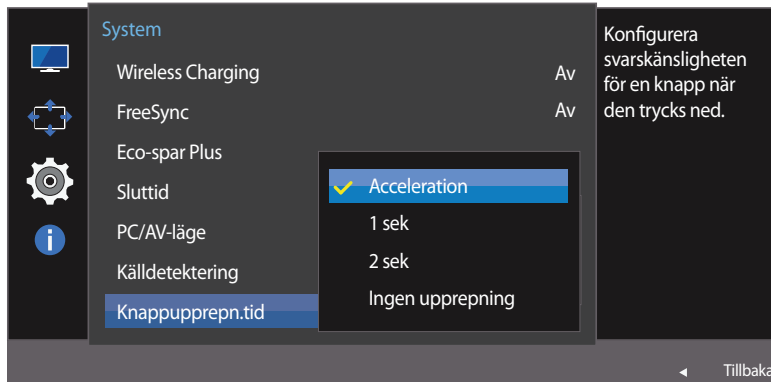 System
Wireless Charging Av
FreeSync Av
Eco-spar Plus
Sluttid
PC/AV-läge
Källdetektering
Knappupprepn.tid
Acceleration
1 sek
2 sek
Ingen upprepning
Konfigurera
svarskänsligheten
för en knapp när
den trycks ned.
Tillbaka